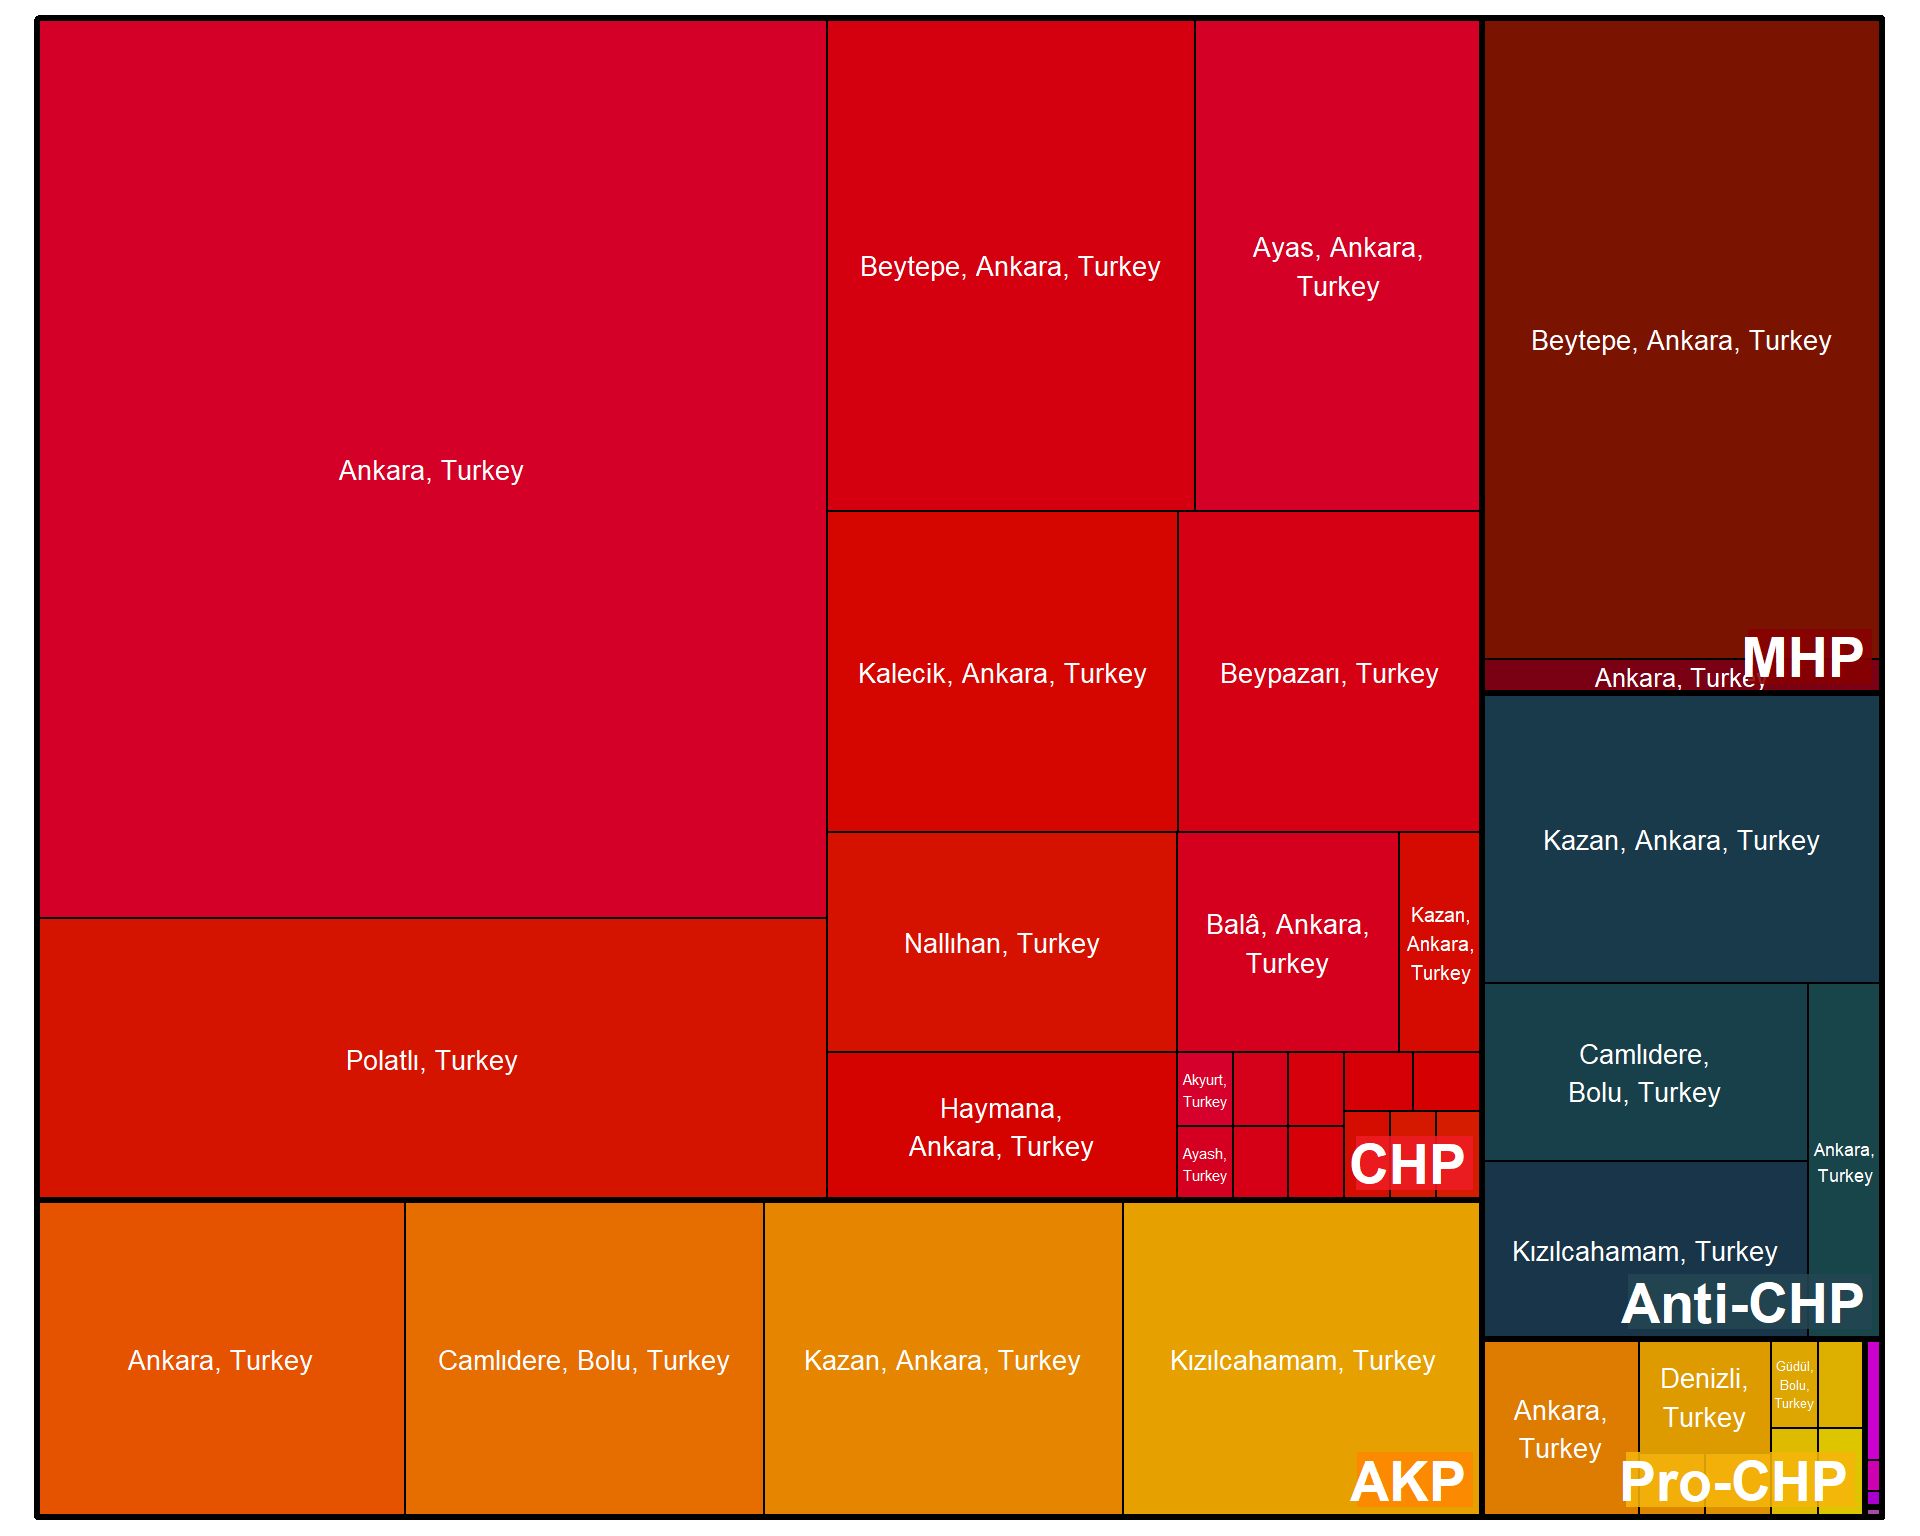 Ankara, Turkey
Polatlı, Turkey
Beytepe, Ankara, Turkey
Ayas, Ankara,
Turkey
Kalecik, Ankara, Turkey
Beypazarı, Turkey
Nallıhan, Turkey
Balâ, Ankara,
Turkey
Kazan,
Ankara,
Turkey
Haymana,
Ankara, Turkey
Akyurt,
Turkey
Ayash,
Turkey
CHP
Ankara, Turkey
Camlıdere, Bolu, Turkey
Kazan, Ankara, Turkey
Kızılcahamam, Turkey
AKP
Beytepe, Ankara, Turkey
Ankara, Turkey
MHP
Kazan, Ankara, Turkey
Camlıdere,
Bolu, Turkey
Ankara,
Turkey
Kızılcahamam, Turkey
Anti-CHP
Ankara,
Turkey
Denizli,
Turkey
Güdül,
Bolu,
Turkey
Pro-CHP